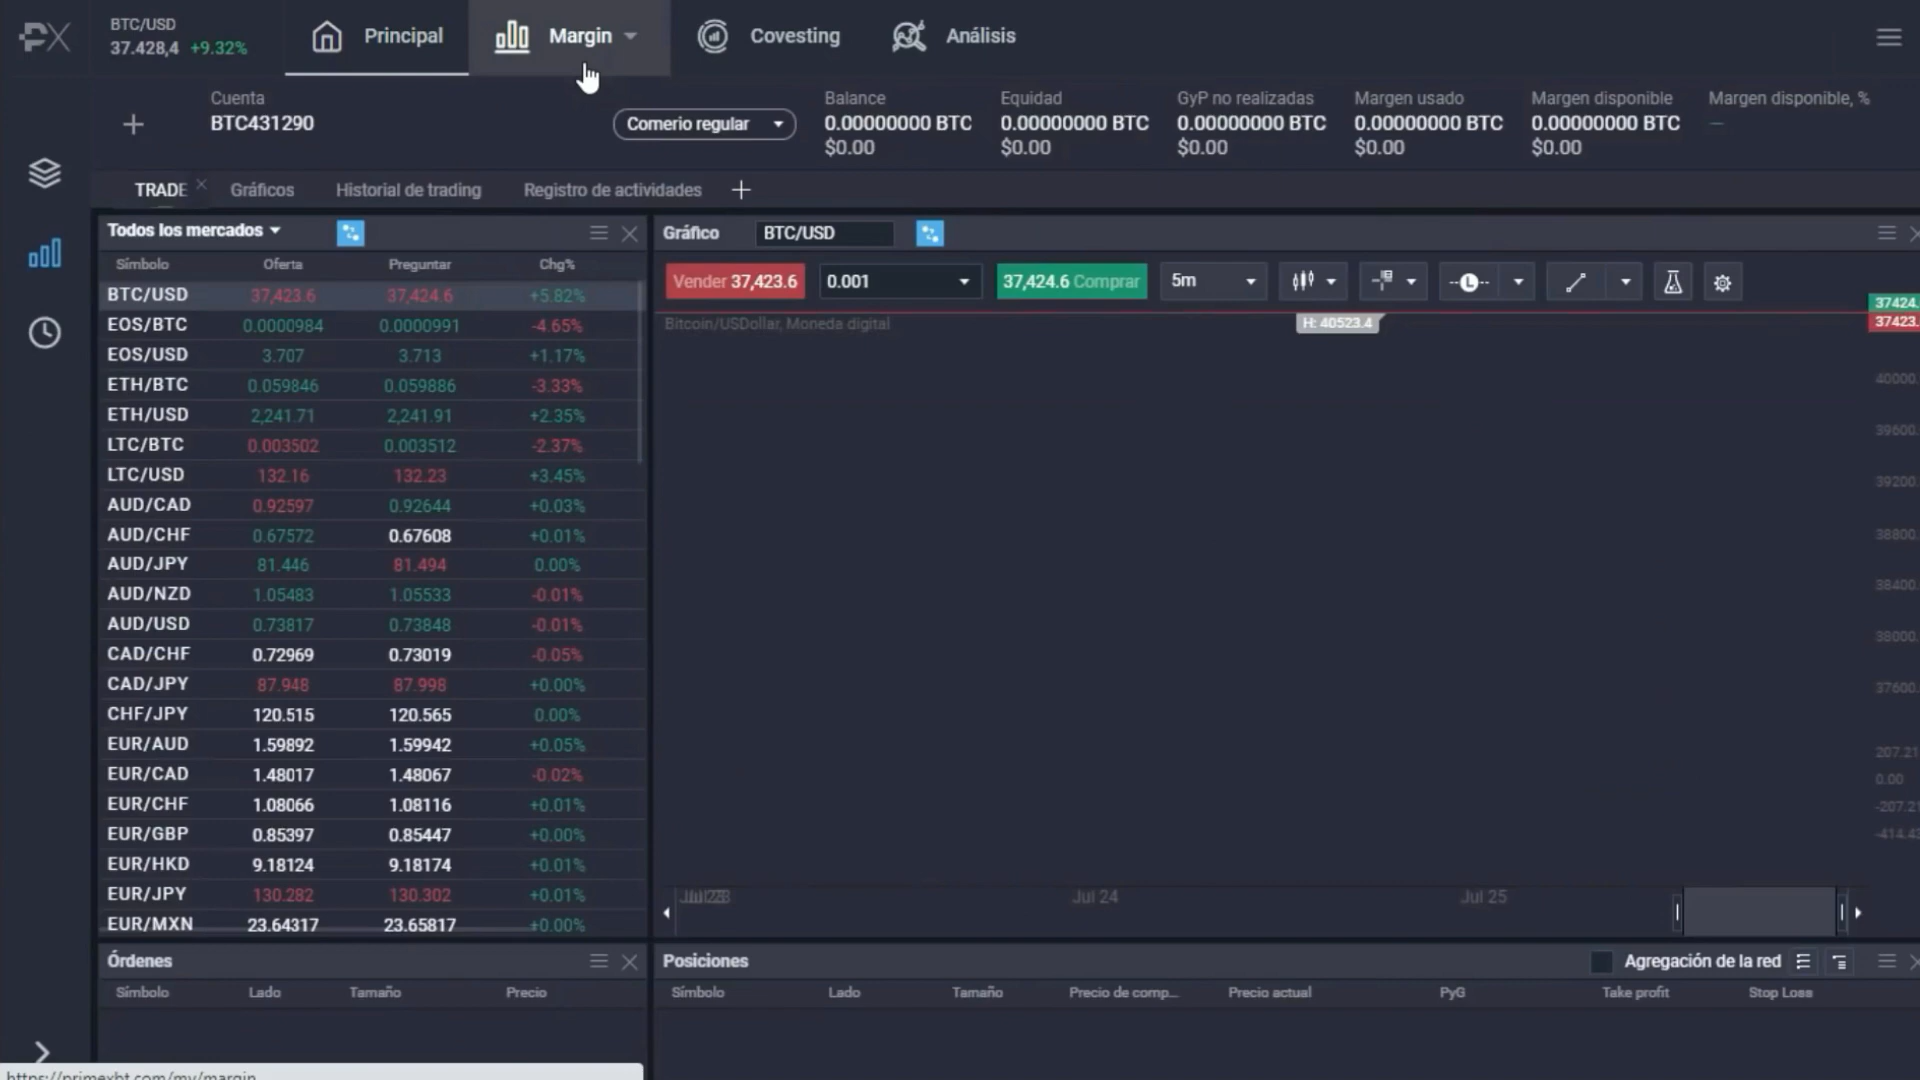 PX
BTC/USD
37.428,4 +9.32%
Principal
Margin
Covesting
Análisis
Cuenta
BTC431290
Comerio regular
Balance
0.00000000 BTC
$0.00
Equidad
0.00000000 BTC
$0.00
GyP no realizadas
0.00000000 BTC
$0.00
Margen usado
0.00000000 BTC
$0.00
Margen disponible
0.00000000 BTC
$0.00
Margen disponible, %
—
TRADE Gráficos Historial de trading Registro de actividades
Todos los mercados
Símbolo Oferta Preguntar Chg%
BTC/USD 37,423.6 37,424.6 +5.82%
EOS/BTC 0.0000984 0.0000991 -4.65%
EOS/USD 3.707 3.713 +1.17%
ETH/BTC 0.059846 0.059886 -3.33%
ETH/USD 2,241.71 2,241.91 +2.35%
LTC/BTC 0.003502 0.003512 -2.37%
LTC/USD 132.16 132.23 +3.45%
AUD/CAD 0.92597 0.92644 +0.03%
AUD/CHF 0.67572 0.67608 +0.01%
AUD/JPY 81.446 81.494 0.00%
AUD/NZD 1.05483 1.05533 -0.01%
AUD/USD 0.73817 0.73848 -0.01%
CAD/CHF 0.72969 0.73019 -0.05%
CAD/JPY 87.948 87.998 +0.00%
CHF/JPY 120.515 120.565 0.00%
EUR/AUD 1.59892 1.59942 +0.05%
EUR/CAD 1.48017 1.48067 -0.02%
EUR/CHF 1.08066 1.08116 +0.01%
EUR/GBP 0.85397 0.85447 +0.00%
EUR/HKD 9.18124 9.18174 +0.01%
EUR/JPY 130.282 130.302 +0.01%
EUR/MXN 23.64317 23.65817 +0.00%
Gráfico BTC/USD
Vender 37,423.6 0.001 37,424.6 Comprar 5m L
Bitcoin/USDollar, Moneda digital
H: 40523.4
37424.
37423.
40000.
39600.
39200.
38800.
38400.
38000.
37600.
207.21
0.00
-207.21
-414.43
Jul 24 Jul 25
Órdenes
Símbolo Lado Tamaño Precio
Posiciones Agregación de la red
Símbolo Lado Tamaño Precio de comp... Precio actual PyG Take profit Stop Loss
https://primexbt.com/my/margin